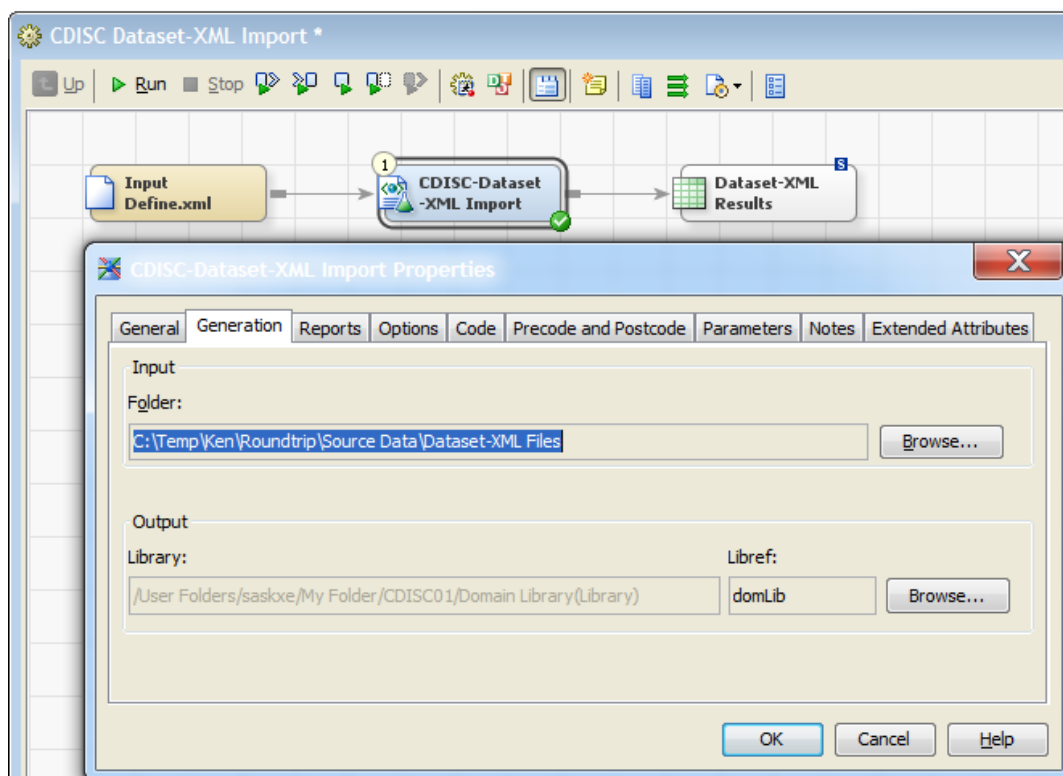 CDISC Dataset-XML Import *
Up Run Stop
1
Input
Define.xml
CDISC-Dataset
-XML Import
S
Dataset-XML
Results
CDISC-Dataset-XML Import Properties
X
General Generation Reports Options Code Precode and Postcode Parameters Notes Extended Attributes
Input
Folder:
C:\Temp\Ken\Roundtrip\Source Data\Dataset-XML Files
Browse...
Output
Library: Libref:
/User Folders/saskxe/My Folder/CDISC01/Domain Library(Library) domLib Browse...
OK Cancel Help